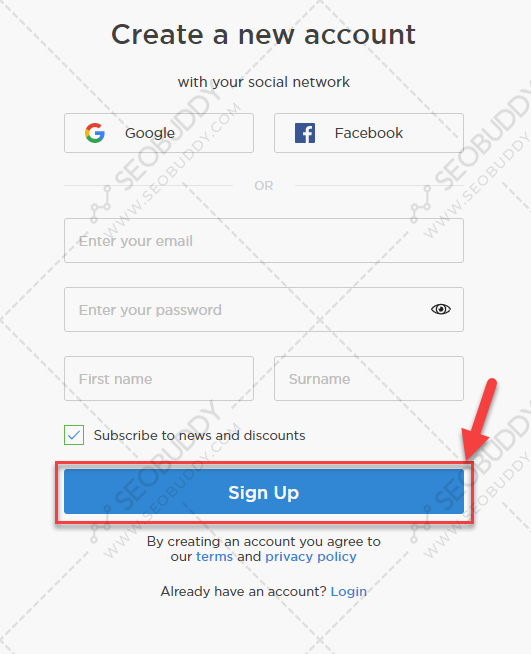 Create a new account
with your social network
Google
Facebook
OR
Enter your email
Enter your password
First name
Surname
Subscribe to news and discounts
Sign Up
By creating an account you agree to
our terms and privacy policy
Already have an account? Login
SEOBUDDY
WWW.SEOBUDDY.COM
SEOBUDDY
WWW.SEOBUDDY.COM
SEOBUDDY
WWW.SEOBUDDY.COM
SEOBUDDY
WWW.SEOBUDDY.COM